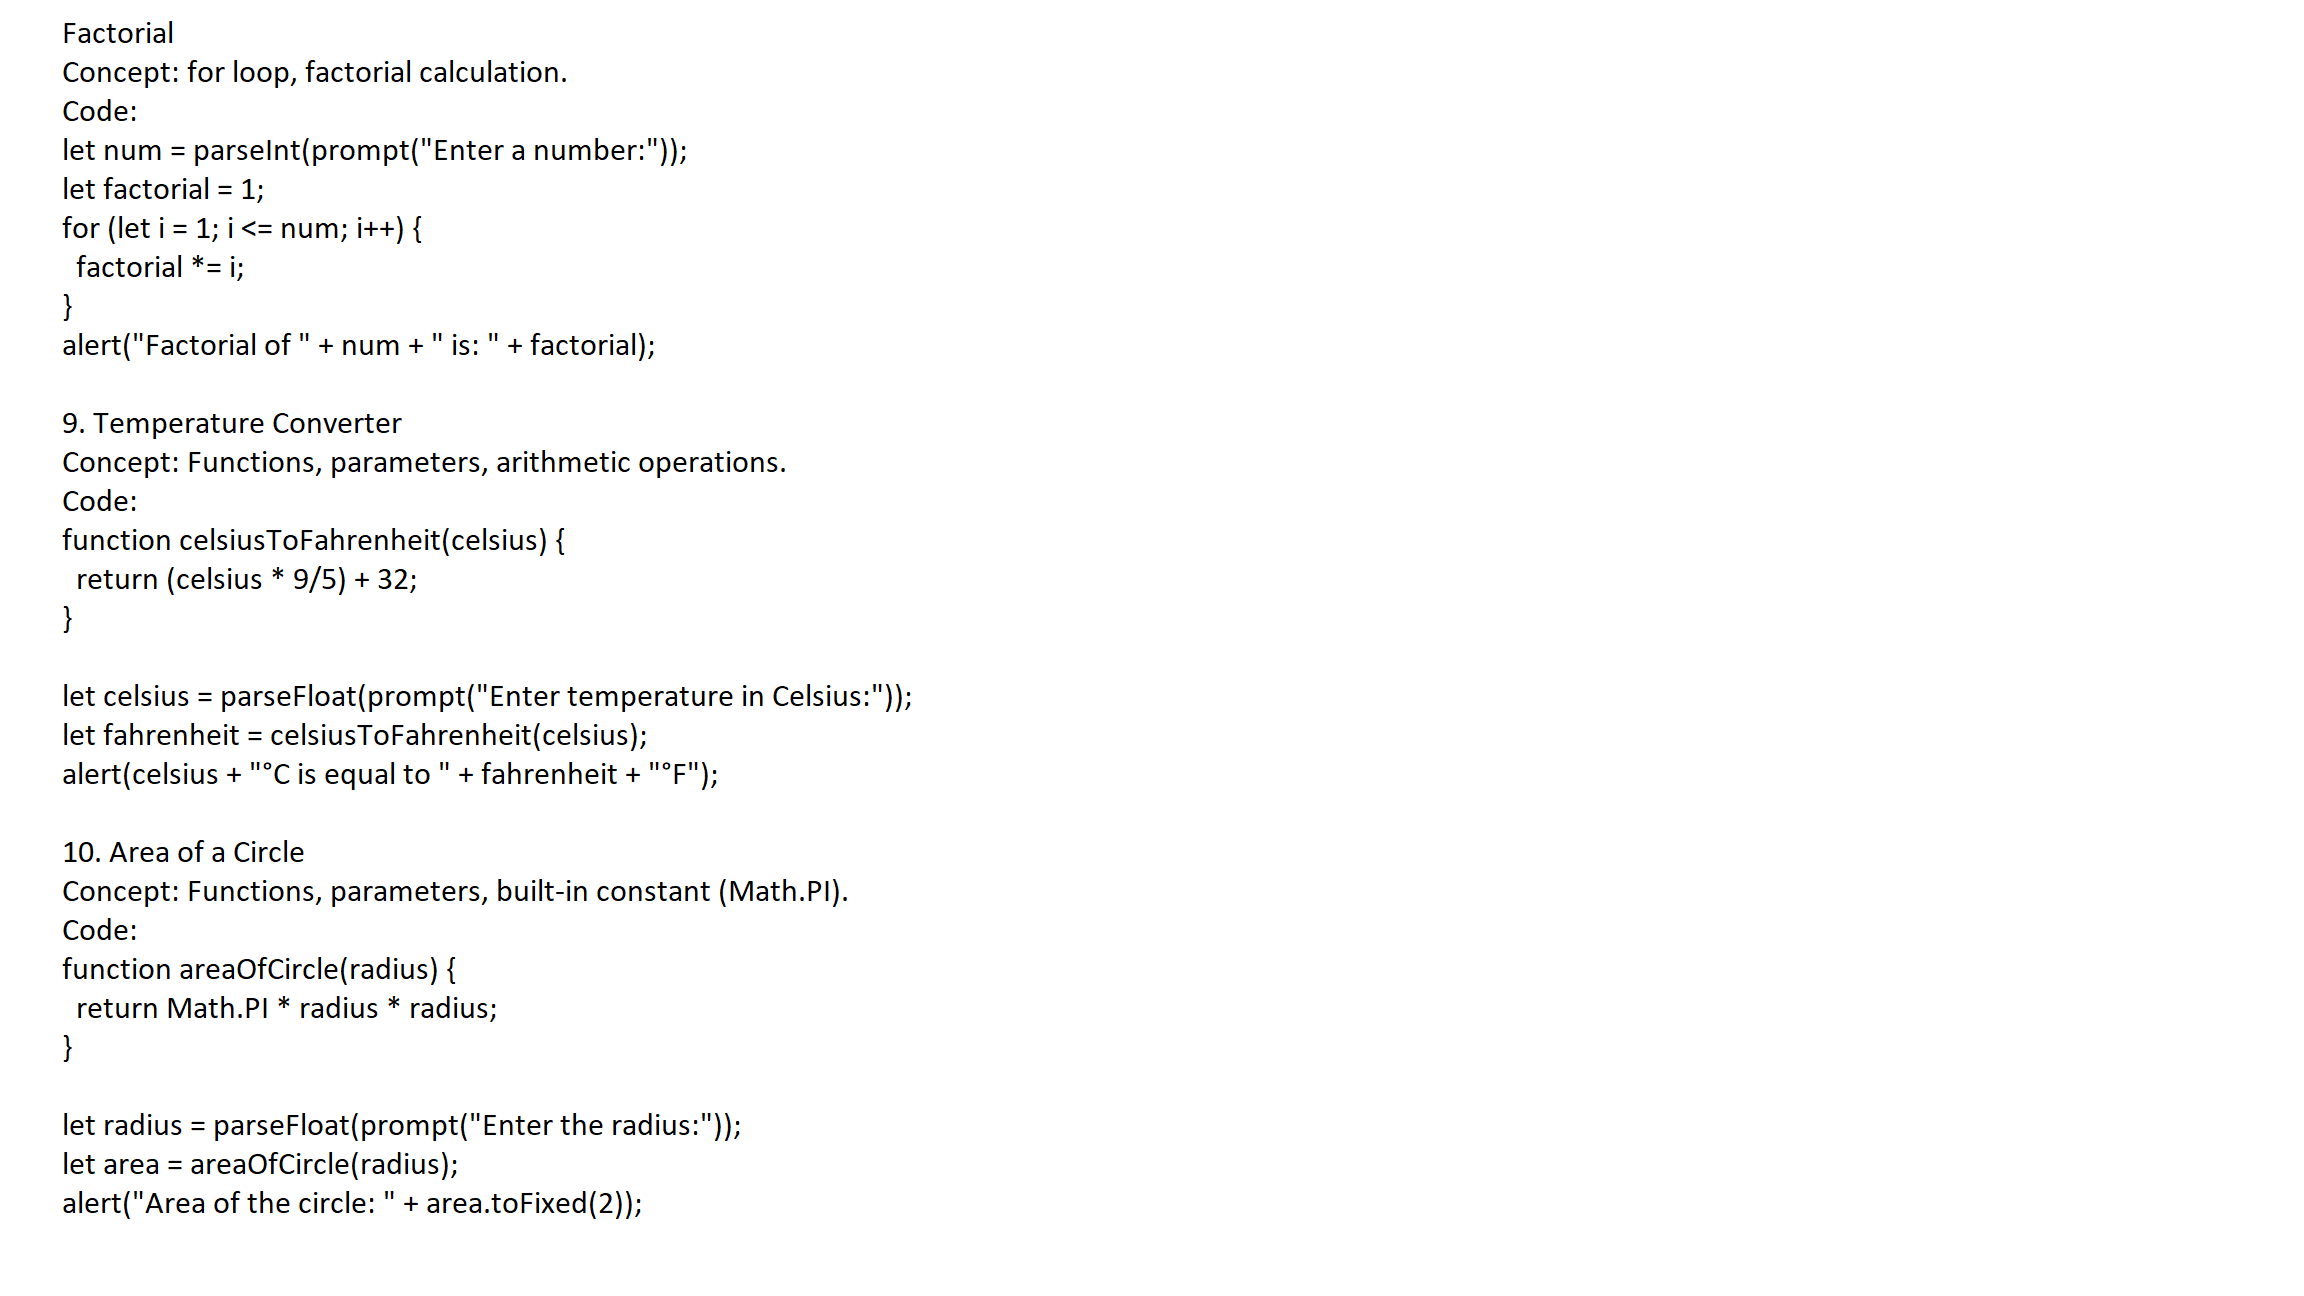 Factorial
Concept: for loop, factorial calculation.
Code:
let num = parseInt(prompt("Enter a number:"));
let factorial = 1;
for (let i = 1; i <= num; i++) {
  factorial *= i;
}
alert("Factorial of " + num + " is: " + factorial);

9. Temperature Converter
Concept: Functions, parameters, arithmetic operations.
Code:
function celsiusToFahrenheit(celsius) {
  return (celsius * 9/5) + 32;
}

let celsius = parseFloat(prompt("Enter temperature in Celsius:"));
let fahrenheit = celsiusToFahrenheit(celsius);
alert(celsius + "°C is equal to " + fahrenheit + "°F");

10. Area of a Circle
Concept: Functions, parameters, built-in constant (Math.PI).
Code:
function areaOfCircle(radius) {
  return Math.PI * radius * radius;
}

let radius = parseFloat(prompt("Enter the radius:"));
let area = areaOfCircle(radius);
alert("Area of the circle: " + area.toFixed(2));